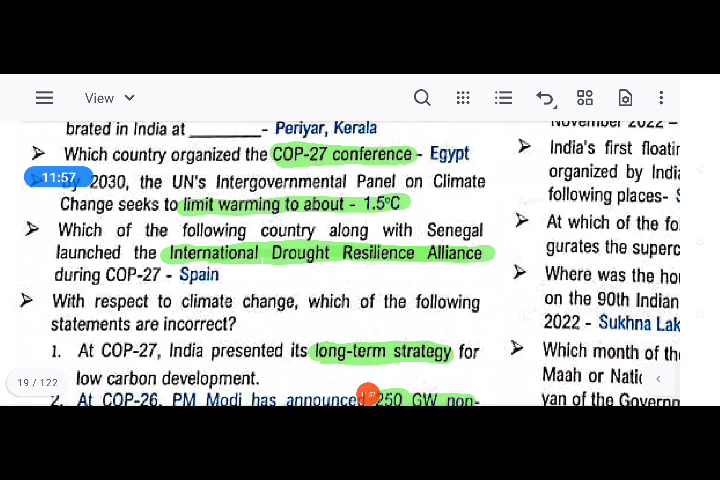 View
brated in India at ________- Periyar, Kerala
Which country organized the COP-27 conference - Egypt
11:57
2030, the UN's Intergovernmental Panel on Climate
Change seeks to limit warming to about - 1.5°C
Which of the following country along with Senegal
launched the International Drought Resilience Alliance
during COP-27 - Spain
With respect to climate change, which of the following
statements are incorrect?
1. At COP-27, India presented its long-term strategy for
low carbon development.
2. At COP-26, PM Modi has announced 250 GW non-
19 / 122
November 2022 –
India's first floatin
organized by India
following places- S
At which of the fo
gurates the superc
Where was the ho
on the 90th Indian
2022 - Sukhna Lak
Which month of the
Maah or Natio
yan of the Governm